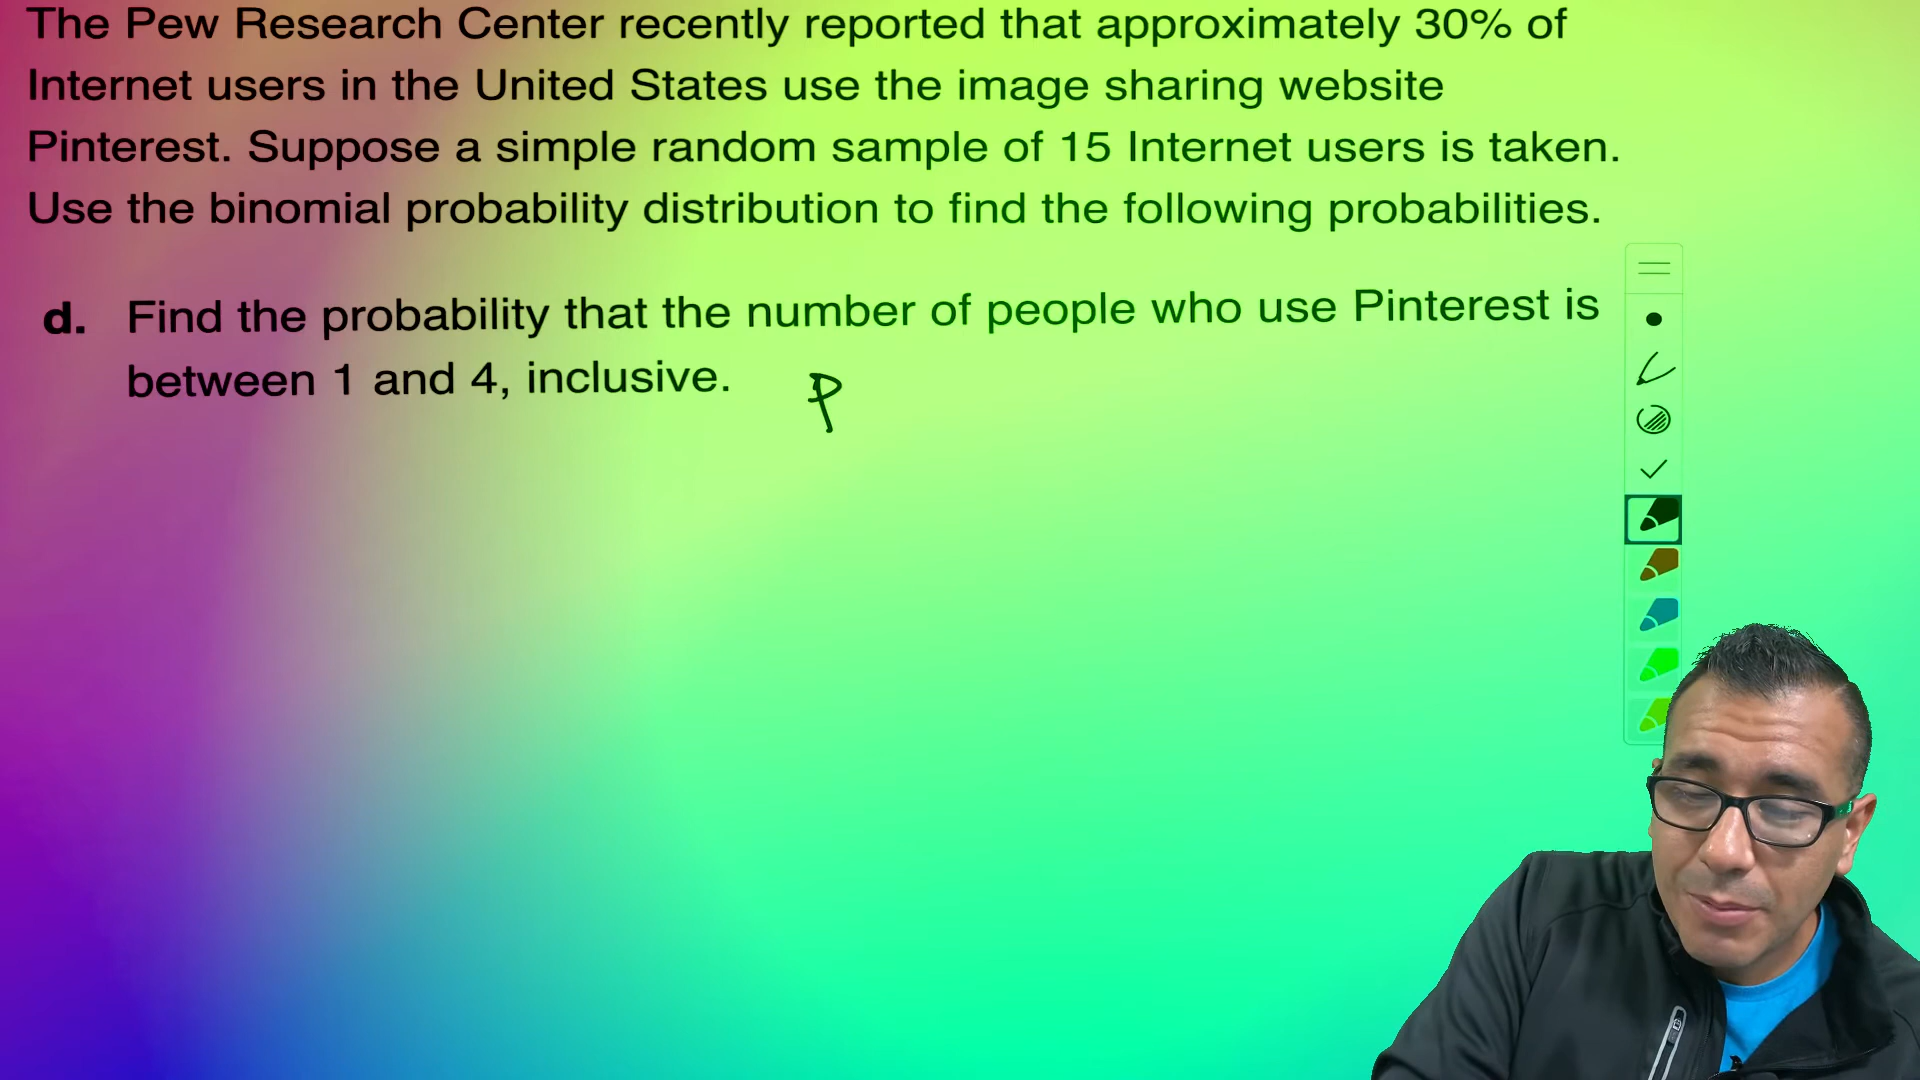 The Pew Research Center recently reported that approximately 30% of
Internet users in the United States use the image sharing website
Pinterest. Suppose a simple random sample of 15 Internet users is taken.
Use the binomial probability distribution to find the following probabilities.
d. Find the probability that the number of people who use Pinterest is
between 1 and 4, inclusive. P